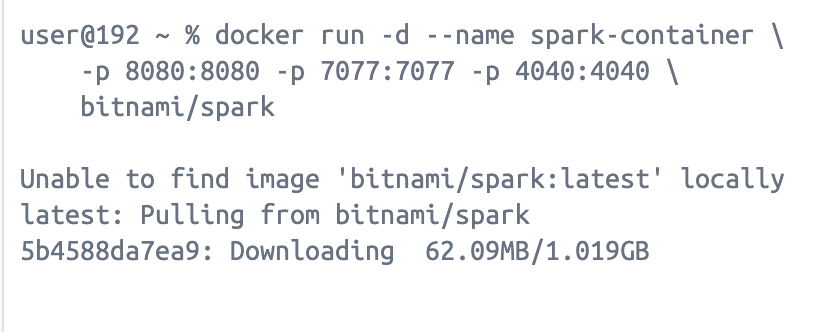 user@192 ~ % docker run -d --name spark-container \
    -p 8080:8080 -p 7077:7077 -p 4040:4040 \
    bitnami/spark

Unable to find image 'bitnami/spark:latest' locally
latest: Pulling from bitnami/spark
5b4588da7ea9: Downloading  62.09MB/1.019GB